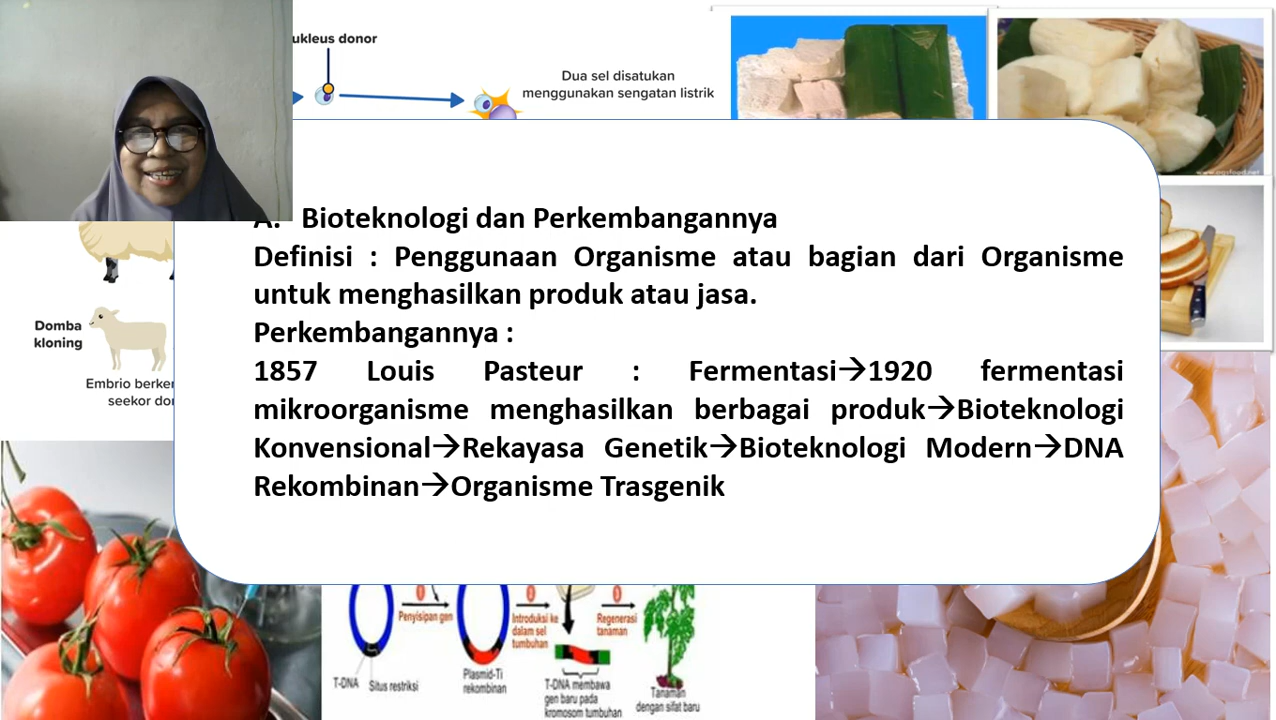 ukleus donor
Dua sel disatukan
menggunakan sengatan listrik
A. Bioteknologi dan Perkembangannya
Definisi : Penggunaan Organisme atau bagian dari Organisme
untuk menghasilkan produk atau jasa.
Perkembangannya :
1857 Louis Pasteur : Fermentasi→1920 fermentasi
mikroorganisme menghasilkan berbagai produk→Bioteknologi
Konvensional→Rekayasa Genetik→Bioteknologi Modern→DNA
Rekombinan→Organisme Trasgenik
Domba
kloning
Embrio berke
seekor do
Penyisipan gen
Introduksi ke
dalam sel
tumbuhan
Regenerasi
tanaman
T-DNA
Situs restriksi
Plasmid-Ti
rekombinan
T-DNA membawa
gen baru pada
kromosom tumbuhan
Tanaman
dengan sifat baru